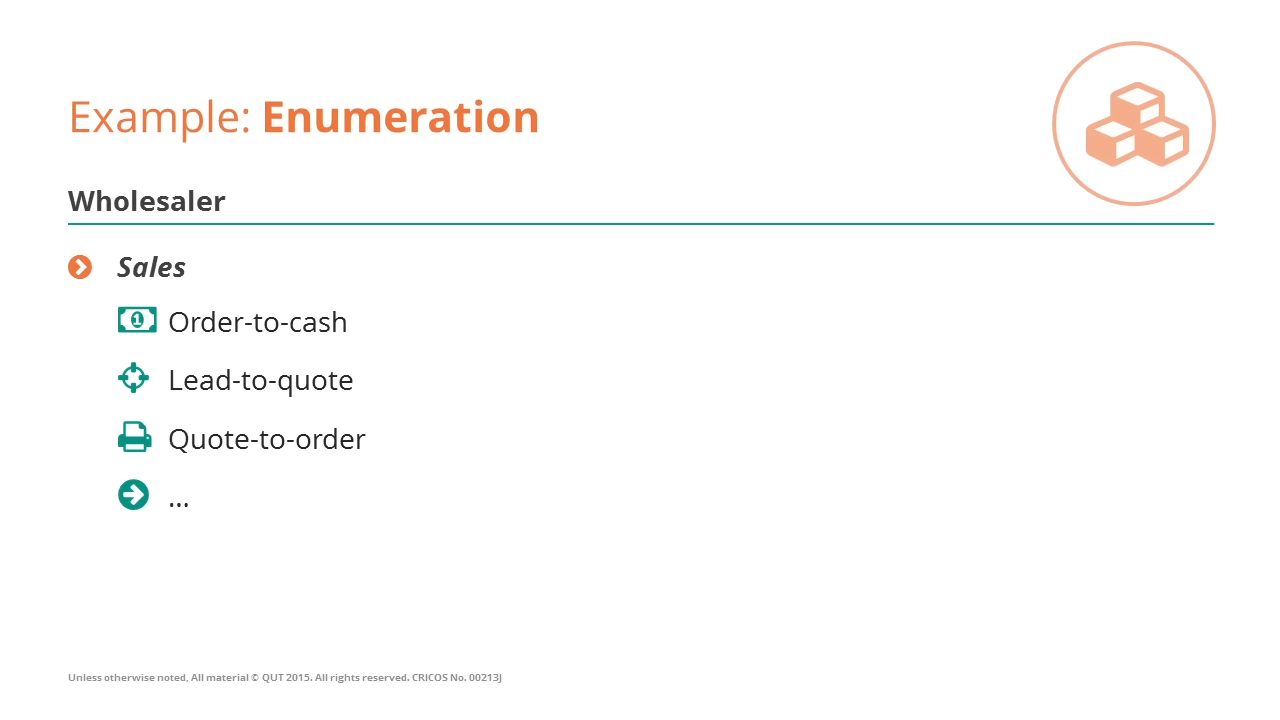 Example: Enumeration
Wholesaler
Sales
Order-to-cash
Lead-to-quote
Quote-to-order
...
Unless otherwise noted, All material © QUT 2015. All rights reserved. CRICOS No. 00213J